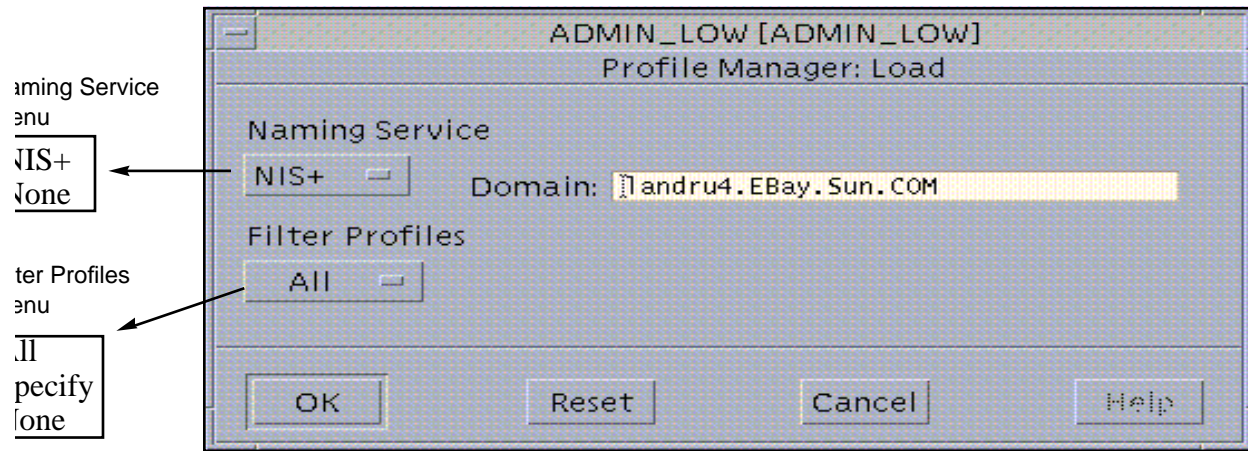 ADMIN_LOW [ADMIN_LOW]
Profile Manager: Load
aming Service
enu
NIS+
None
Naming Service
NIS+
Domain: landru4.EBay.Sun.COM
Filter Profiles
All
ter Profiles
enu
All
pecify
None
OK Reset Cancel Help